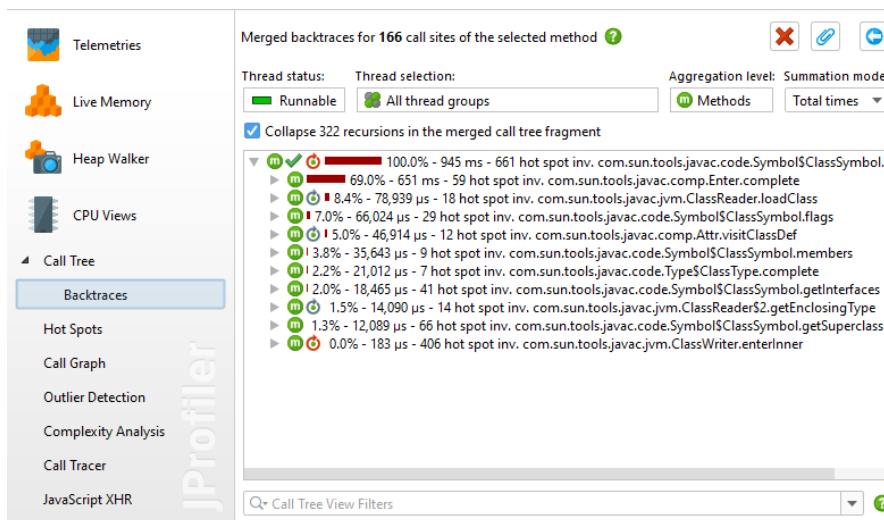 Telemetries
Live Memory
Heap Walker
CPU Views
Call Tree
Backtraces
Hot Spots
Call Graph
Outlier Detection
Complexity Analysis
Call Tracer
JavaScript XHR
JProfiler
Merged backtraces for 166 call sites of the selected method
Thread status: Thread selection: Aggregation level: Summation mode
Runnable All thread groups Methods Total times
Collapse 322 recursions in the merged call tree fragment
100.0% - 945 ms - 661 hot spot inv. com.sun.tools.javac.code.Symbol$ClassSymbol.
69.0% - 651 ms - 59 hot spot inv. com.sun.tools.javac.comp.Enter.complete
8.4% - 78,939 µs - 18 hot spot inv. com.sun.tools.javac.jvm.ClassReader.loadClass
7.0% - 66,024 µs - 29 hot spot inv. com.sun.tools.javac.code.Symbol$ClassSymbol.flags
5.0% - 46,914 µs - 12 hot spot inv. com.sun.tools.javac.comp.Attr.visitClassDef
3.8% - 35,643 µs - 9 hot spot inv. com.sun.tools.javac.code.Symbol$ClassSymbol.members
2.2% - 21,012 µs - 7 hot spot inv. com.sun.tools.javac.code.Type$ClassType.complete
2.0% - 18,465 µs - 41 hot spot inv. com.sun.tools.javac.code.Symbol$ClassSymbol.getInterfaces
1.5% - 14,090 µs - 14 hot spot inv. com.sun.tools.javac.jvm.ClassReader$2.getEnclosingType
1.3% - 12,089 µs - 66 hot spot inv. com.sun.tools.javac.code.Symbol$ClassSymbol.getSuperclass
0.0% - 183 µs - 406 hot spot inv. com.sun.tools.javac.jvm.ClassWriter.enterInner
Call Tree View Filters